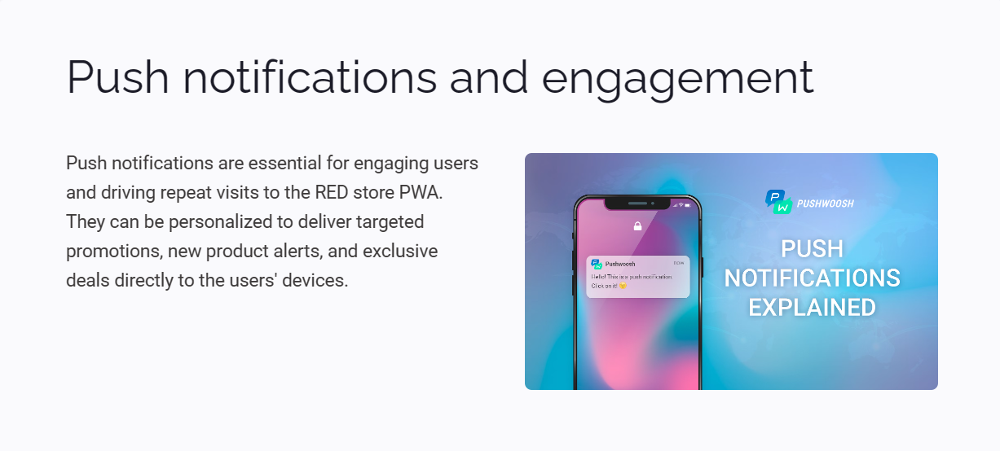 Push notifications and engagement
Push notifications are essential for engaging users
and driving repeat visits to the RED store PWA.
They can be personalized to deliver targeted
promotions, new product alerts, and exclusive
deals directly to the users' devices.
P
W
PUSHWOOSH
PUSH
NOTIFICATIONS
EXPLAINED
P
W
Pushwoosh
now
Hello! This is a push notification.
Click on it!